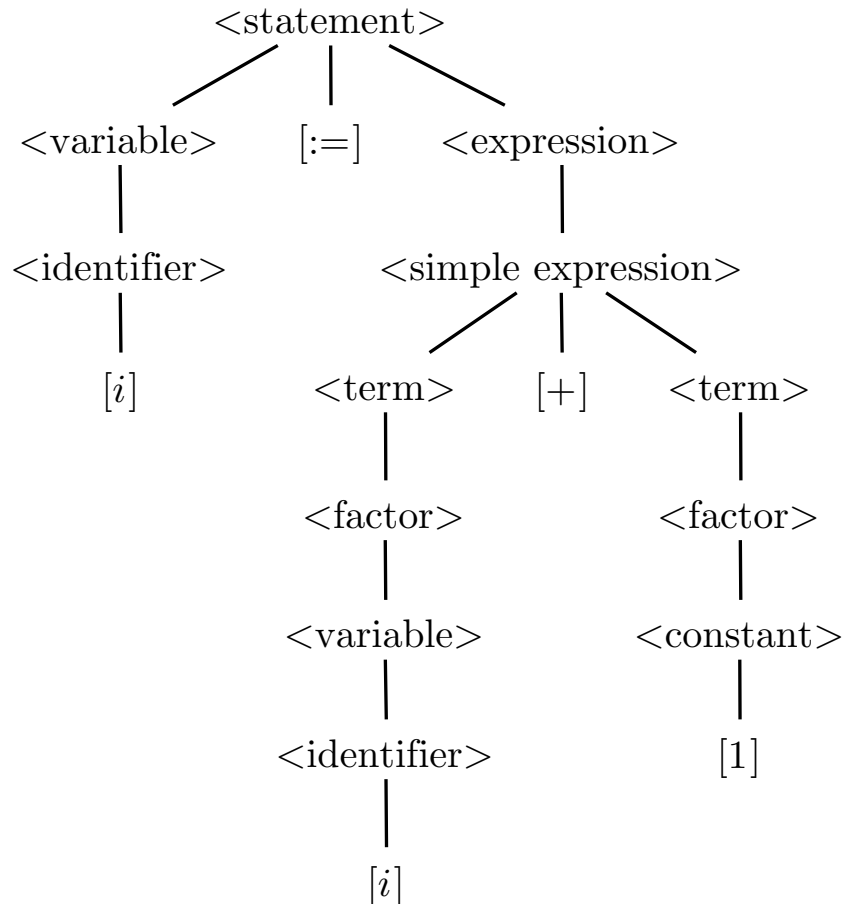 <statement>
<variable> [:=] <expression>
<identifier> <simple expression>
[i] <term> [+] <term>
<factor> <factor>
<variable> <constant>
<identifier> [1]
[i]